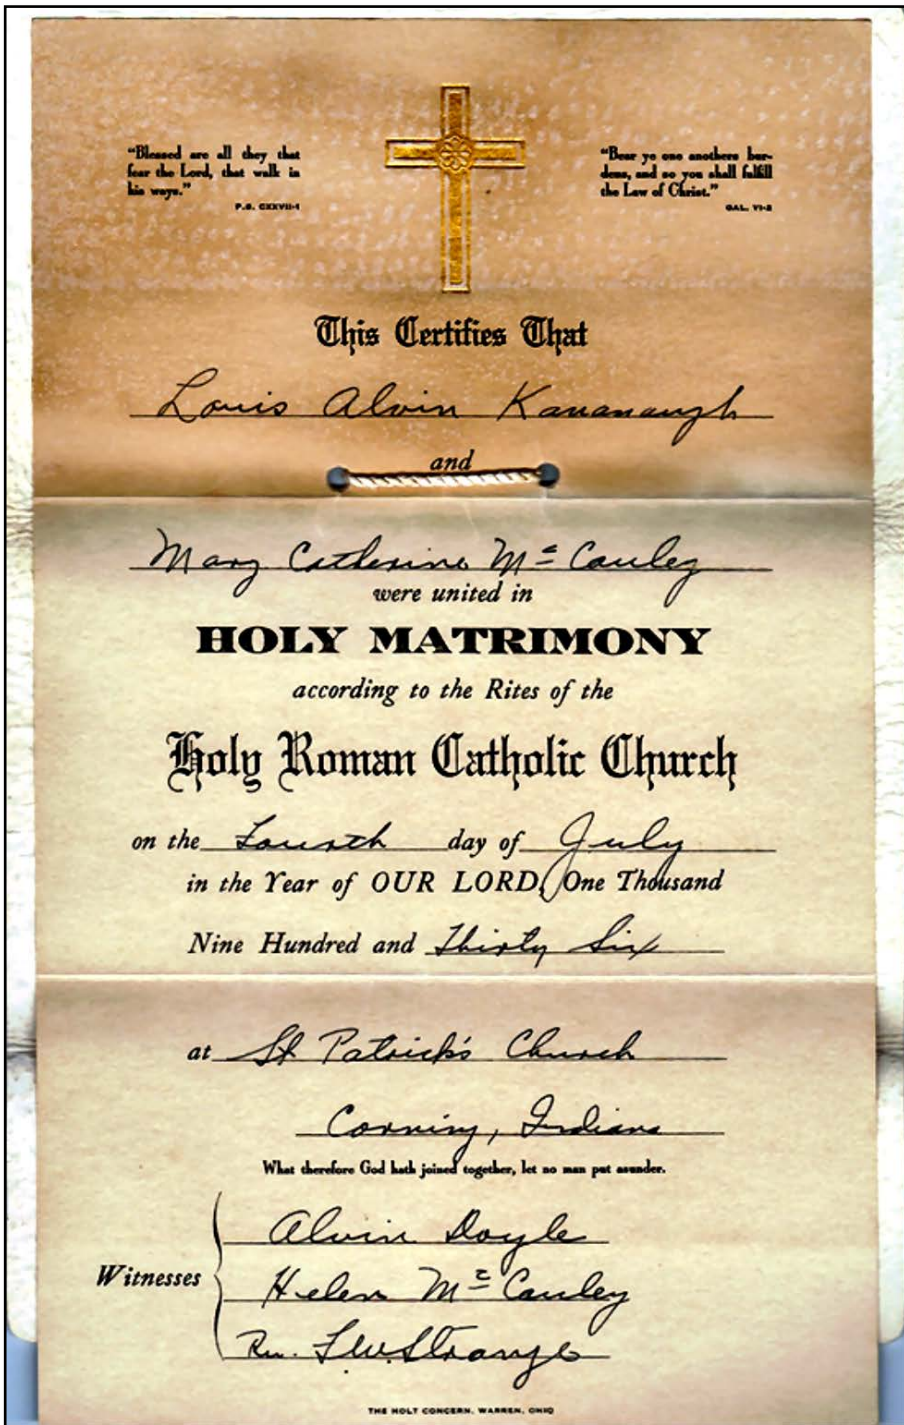 "Blessed are all they that
fear the Lord, that walk in
his ways."
P.S. CXXVII-1
"Bear ye one anothers bur-
dens, and so you shall fulfill
the Law of Christ."
GAL. VI-2
This Certifies That
Louis Alvin Kavanaugh
and
Mary Catherine Mc Cauley
were united in
HOLY MATRIMONY
according to the Rites of the
Holy Roman Catholic Church
on the Fourth day of July
in the Year of OUR LORD, One Thousand
Nine Hundred and Thirty Six
at St Patrick's Church
Corning, Indiana
What therefore God hath joined together, let no man put asunder.
Witnesses
Alvin Doyle
Helen Mc Cauley
Rev. F.W. Strange
THE HOLT CONCERN, WARREN, OHIO